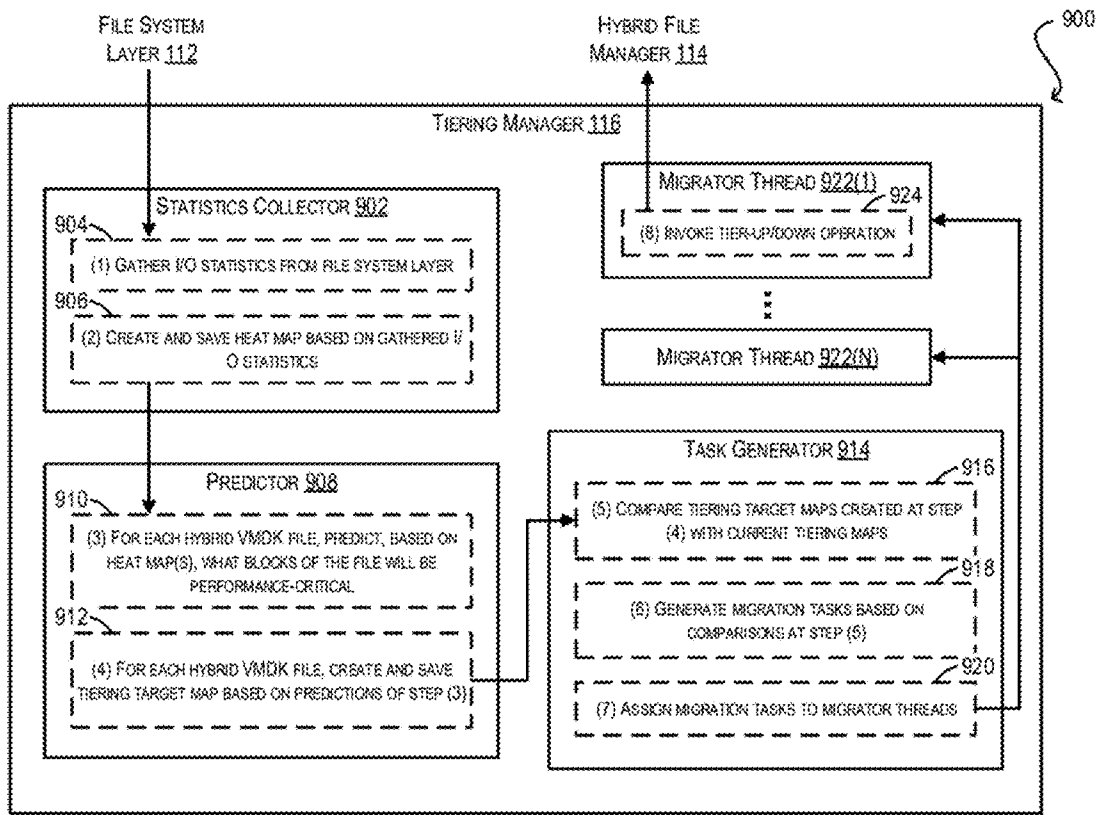 FILE SYSTEM
LAYER 112
HYBRID FILE
MANAGER 114
900
TIERING MANAGER 116
STATISTICS COLLECTOR 902
904
(1) GATHER I/O STATISTICS FROM FILE SYSTEM LAYER
906
(2) CREATE AND SAVE HEAT MAP BASED ON GATHERED I/
O STATISTICS
MIGRATOR THREAD 922(1)
924
(8) INVOKE TIER-UP/DOWN OPERATION
MIGRATOR THREAD 922(N)
PREDICTOR 908
910
(3) FOR EACH HYBRID VMDK FILE, PREDICT, BASED ON
HEAT MAP(S), WHAT BLOCKS OF THE FILE WILL BE
PERFORMANCE-CRITICAL
912
(4) FOR EACH HYBRID VMDK FILE, CREATE AND SAVE
TIERING TARGET MAP BASED ON PREDICTIONS OF STEP (3)
TASK GENERATOR 914
916
(5) COMPARE TIERING TARGET MAPS CREATED AT STEP
(4) WITH CURRENT TIERING MAPS
918
(6) GENERATE MIGRATION TASKS BASED ON
COMPARISONS AT STEP (5)
920
(7) ASSIGN MIGRATION TASKS TO MIGRATOR THREADS